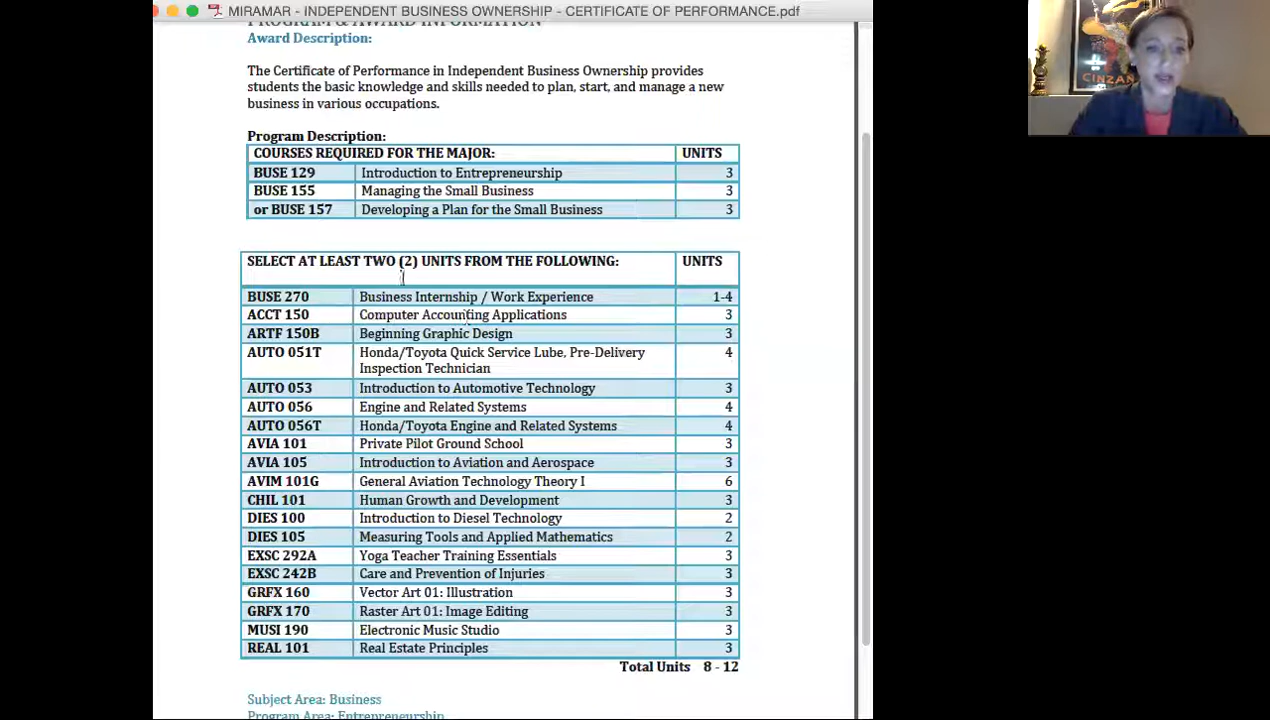 MIRAMAR - INDEPENDENT BUSINESS OWNERSHIP - CERTIFICATE OF PERFORMANCE.pdf
PROGRAM & AWARD INFORMATION
Award Description:
The Certificate of Performance in Independent Business Ownership provides
students the basic knowledge and skills needed to plan, start, and manage a new
business in various occupations.
Program Description:
COURSES REQUIRED FOR THE MAJOR: UNITS
BUSE 129 Introduction to Entrepreneurship 3
BUSE 155 Managing the Small Business 3
or BUSE 157 Developing a Plan for the Small Business 3
SELECT AT LEAST TWO (2) UNITS FROM THE FOLLOWING: UNITS
BUSE 270 Business Internship / Work Experience 1-4
ACCT 150 Computer Accounting Applications 3
ARTF 150B Beginning Graphic Design 3
AUTO 051T Honda/Toyota Quick Service Lube, Pre-Delivery 4
Inspection Technician
AUTO 053 Introduction to Automotive Technology 3
AUTO 056 Engine and Related Systems 4
AUTO 056T Honda/Toyota Engine and Related Systems 4
AVIA 101 Private Pilot Ground School 3
AVIA 105 Introduction to Aviation and Aerospace 3
AVIM 101G General Aviation Technology Theory I 6
CHIL 101 Human Growth and Development 3
DIES 100 Introduction to Diesel Technology 2
DIES 105 Measuring Tools and Applied Mathematics 2
EXSC 292A Yoga Teacher Training Essentials 3
EXSC 242B Care and Prevention of Injuries 3
GRFX 160 Vector Art 01: Illustration 3
GRFX 170 Raster Art 01: Image Editing 3
MUSI 190 Electronic Music Studio 3
REAL 101 Real Estate Principles 3
Total Units 8 - 12
Subject Area: Business
Program Area: Entrepreneurship
CINZAN